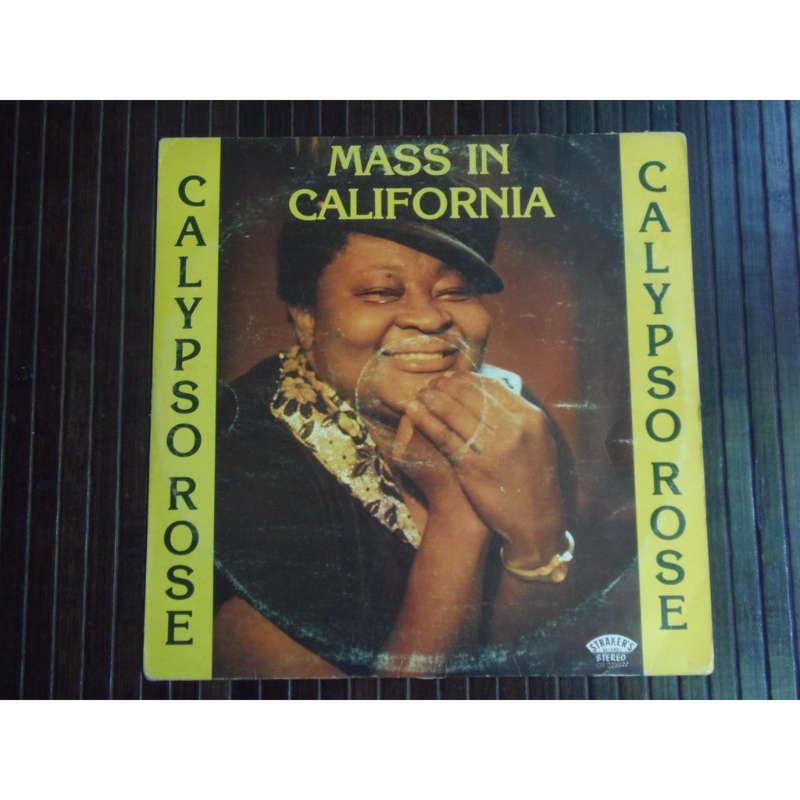 MASS IN
CALIFORNIA
CALYPSO ROSE
CALYPSO ROSE
STRAKER'S
STEREO